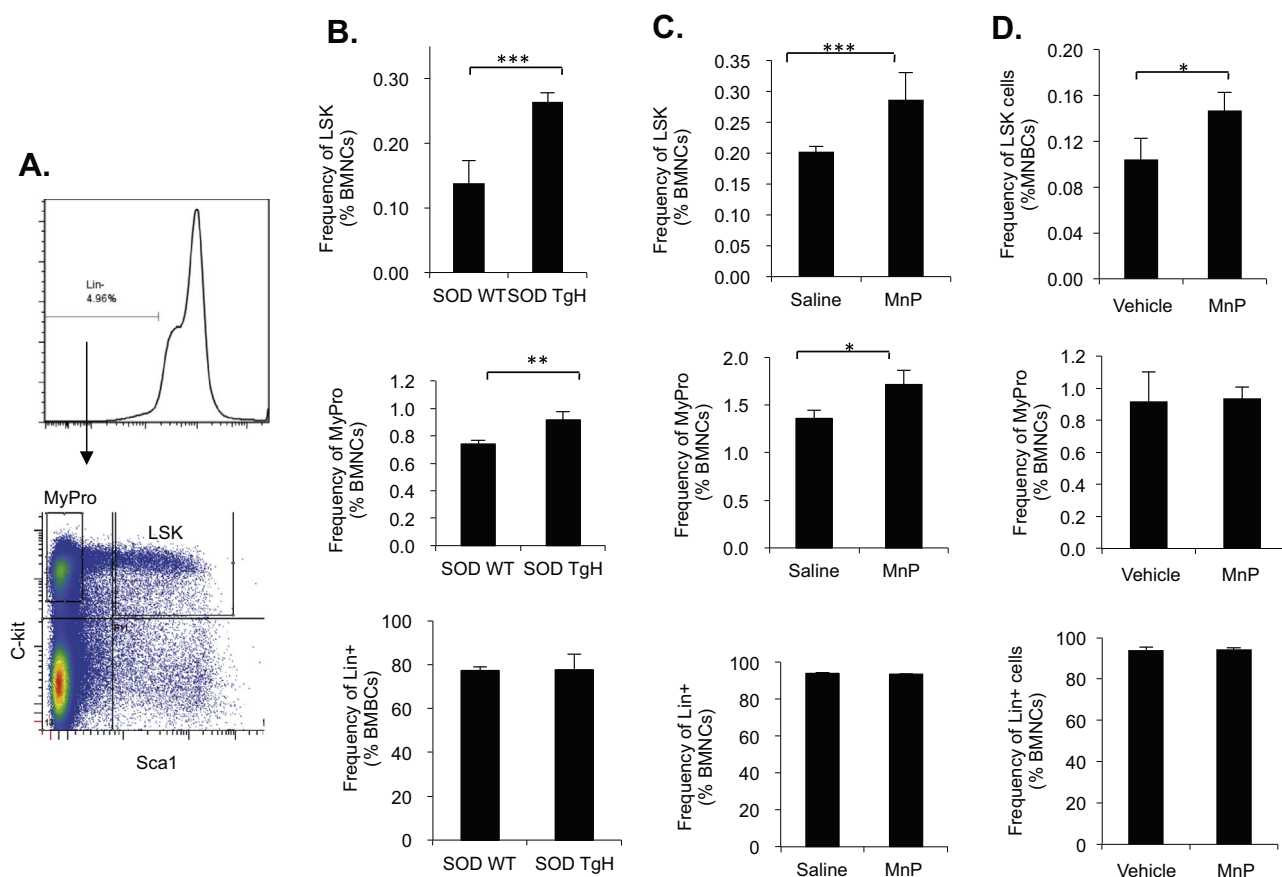 A.
Lin-
4.96%
MyPro
LSK
C-kit
Sca1
B.
Frequency of LSK
(% BMNCs)
0.30
0.20
0.10
0.00
***
SOD WT SOD TgH
Frequency of MyPro
(% BMNCs)
1.2
1.0
0.8
0.6
0.4
0.2
0.0
**
SOD WT SOD TgH
Frequency of Lin+
(% BMBCs)
100
80
60
40
20
0
SOD WT SOD TgH
C.
Frequency of LSK
(% BMNCs)
0.35
0.30
0.25
0.20
0.15
0.10
0.05
0.00
***
Saline MnP
Frequency of MyPro
(% BMNCs)
2.0
1.5
1.0
0.5
0.0
*
Saline MnP
Frequency of Lin+
(% BMNCs)
100
80
60
40
20
0
Saline MnP
D.
Frequency of LSK cells
(%MNBCs)
0.20
0.16
0.12
0.08
0.04
0.00
*
Vehicle MnP
Frequency of MyPro
(% BMNCs)
1.2
1.0
0.8
0.6
0.4
0.2
0.0
Vehicle MnP
Frequency of Lin+ cells
(% BMNCs)
100
80
60
40
20
0
Vehicle MnP